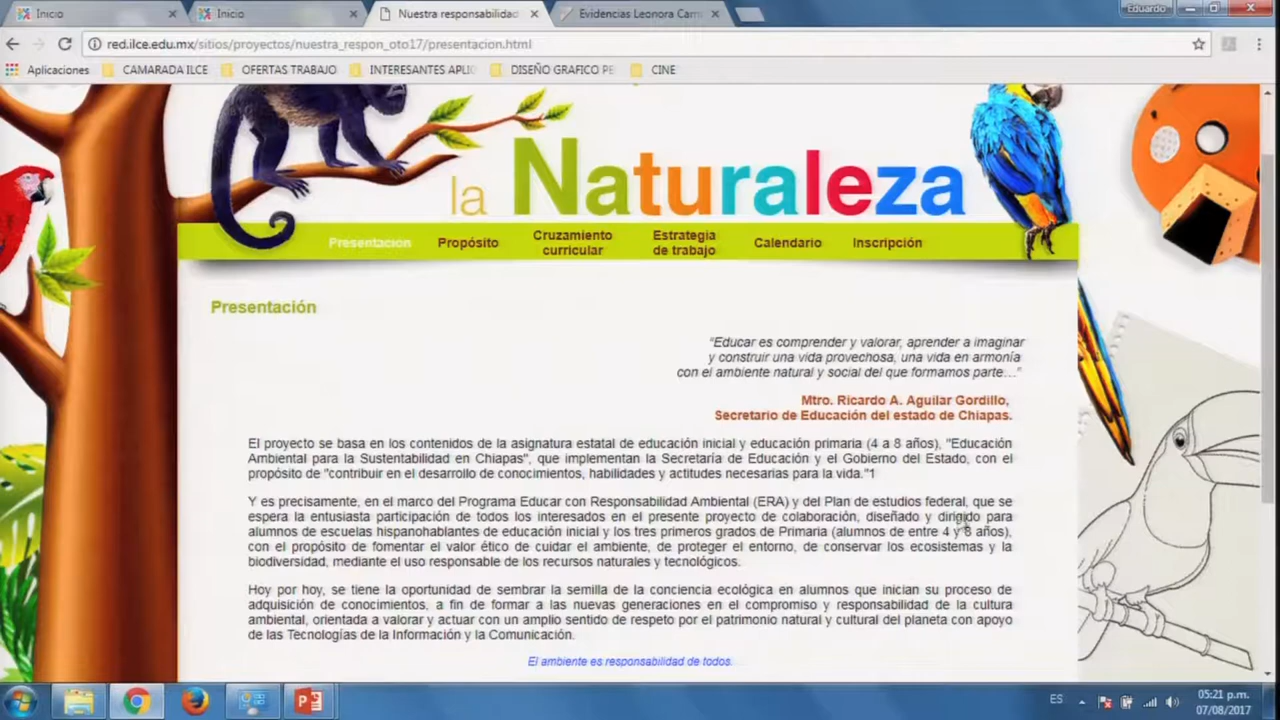 Inicio
Inicio
Nuestra responsabilidad
Evidencias Leonora Carri
Eduardo
red.ilce.edu.mx/sitios/proyectos/nuestra_respon_oto17/presentacion.html
Aplicaciones
CAMARADA ILCE
OFERTAS TRABAJO
INTERESANTES APLIC
DISEÑO GRAFICO PE
CINE
la Naturaleza
Presentacion
Propósito
Cruzamiento
curricular
Estrategia
de trabajo
Calendario
Inscripción
Presentación
“Educar es comprender y valorar, aprender a imaginar
y construir una vida provechosa, una vida en armonía
con el ambiente natural y social del que formamos parte…”
Mtro. Ricardo A. Aguilar Gordillo,
Secretario de Educación del estado de Chiapas.
El proyecto se basa en los contenidos de la asignatura estatal de educación inicial y educación primaria (4 a 8 años), "Educación
Ambiental para la Sustentabilidad en Chiapas", que implementan la Secretaría de Educación y el Gobierno del Estado, con el
propósito de "contribuir en el desarrollo de conocimientos, habilidades y actitudes necesarias para la vida."1
Y es precisamente, en el marco del Programa Educar con Responsabilidad Ambiental (ERA) y del Plan de estudios federal, que se
espera la entusiasta participación de todos los interesados en el presente proyecto de colaboración, diseñado y dirigido para
alumnos de escuelas hispanohablantes de educación inicial y los tres primeros grados de Primaria (alumnos de entre 4 y 8 años),
con el propósito de fomentar el valor ético de cuidar el ambiente, de proteger el entorno, de conservar los ecosistemas y la
biodiversidad, mediante el uso responsable de los recursos naturales y tecnológicos.
Hoy por hoy, se tiene la oportunidad de sembrar la semilla de la conciencia ecológica en alumnos que inician su proceso de
adquisición de conocimientos, a fin de formar a las nuevas generaciones en el compromiso y responsabilidad de la cultura
ambiental, orientada a valorar y actuar con un amplio sentido de respeto por el patrimonio natural y cultural del planeta con apoyo
de las Tecnologías de la Información y la Comunicación.
El ambiente es responsabilidad de todos.
ES
05:21 p.m.
07/08/2017